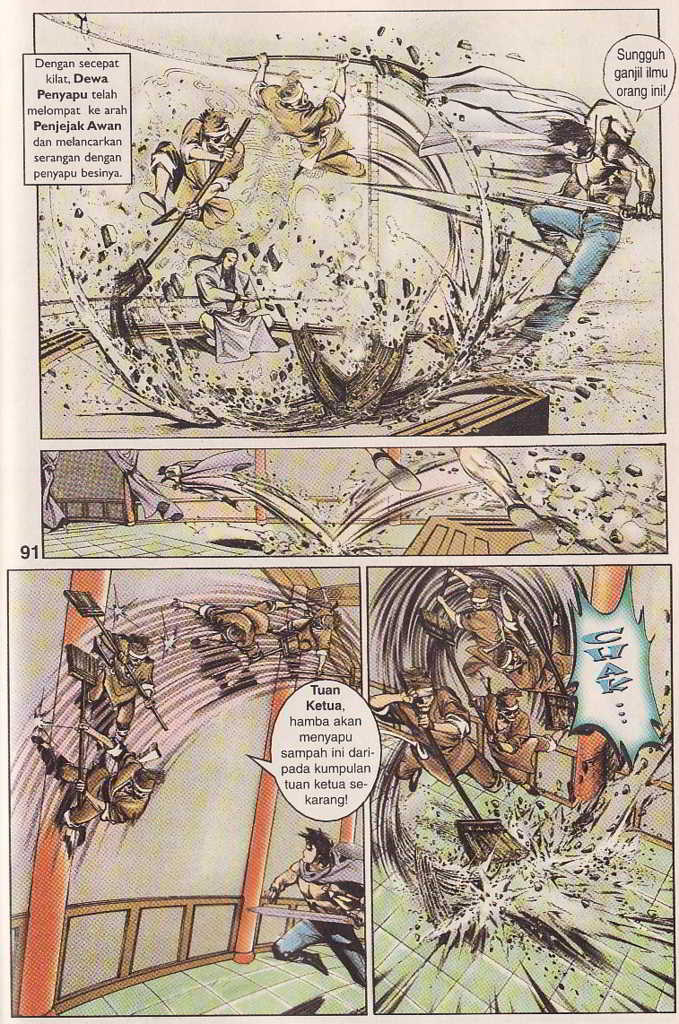 Dengan secepat
kilat, Dewa
Penyapu telah
melompat ke arah
Penjejak Awan
dan melancarkan
serangan dengan
penyapu besinya.
Sungguh
ganjil ilmu
orang ini!
91
Tuan
Ketua,
hamba akan
menyapu
sampah ini dari-
pada kumpulan
tuan ketua se-
karang!
CHAK...